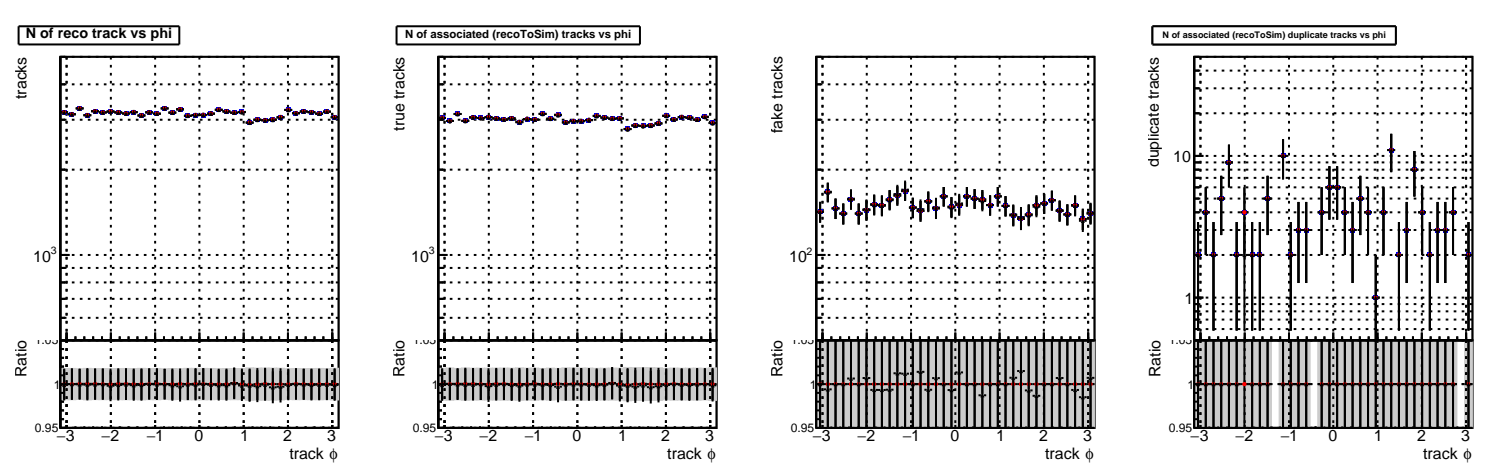 N of reco track vs phi
tracks
10³
Ratio
1.05
1
0.95
−3 −2 −1 0 1 2 3
track ϕ
N of associated (recoToSim) tracks vs phi
true tracks
10³
Ratio
1.05
1
0.95
−3 −2 −1 0 1 2 3
track ϕ
fake tracks
10²
Ratio
1.05
1
0.95
−3 −2 −1 0 1 2 3
track ϕ
N of associated (recoToSim) duplicate tracks vs phi
duplicate tracks
10
1
Ratio
1.05
1
0.95
−3 −2 −1 0 1 2 3
track ϕ